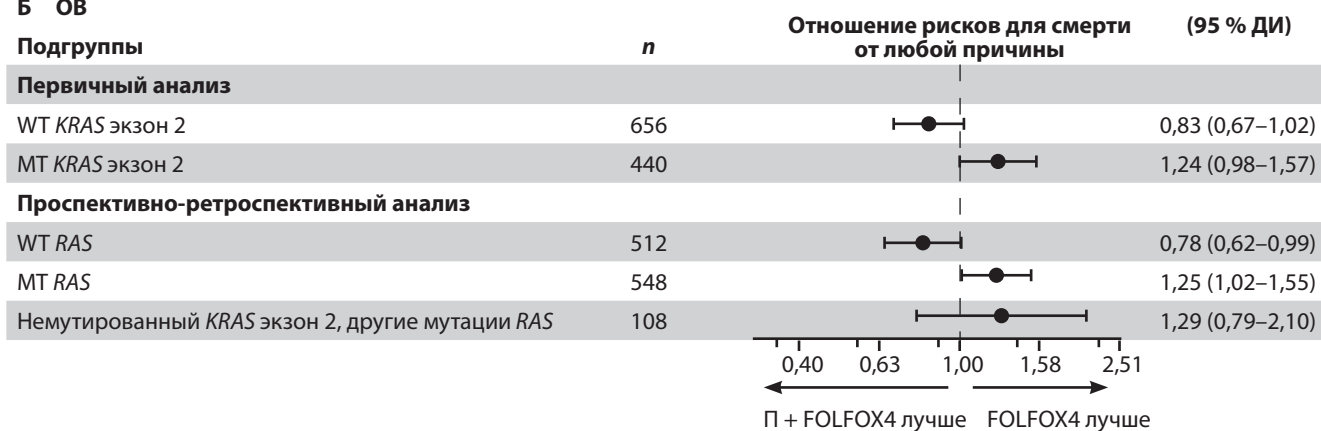 Б ОВ
Подгруппы n Отношение рисков для смерти от любой причины (95 % ДИ)
Первичный анализ
WT KRAS экзон 2 656 0,83 (0,67–1,02)
MT KRAS экзон 2 440 1,24 (0,98–1,57)
Проспективно-ретроспективный анализ
WT RAS 512 0,78 (0,62–0,99)
MT RAS 548 1,25 (1,02–1,55)
Немутированный KRAS экзон 2, другие мутации RAS 108 1,29 (0,79–2,10)
0,40 0,63 1,00 1,58 2,51
П + FOLFOX4 лучше FOLFOX4 лучше